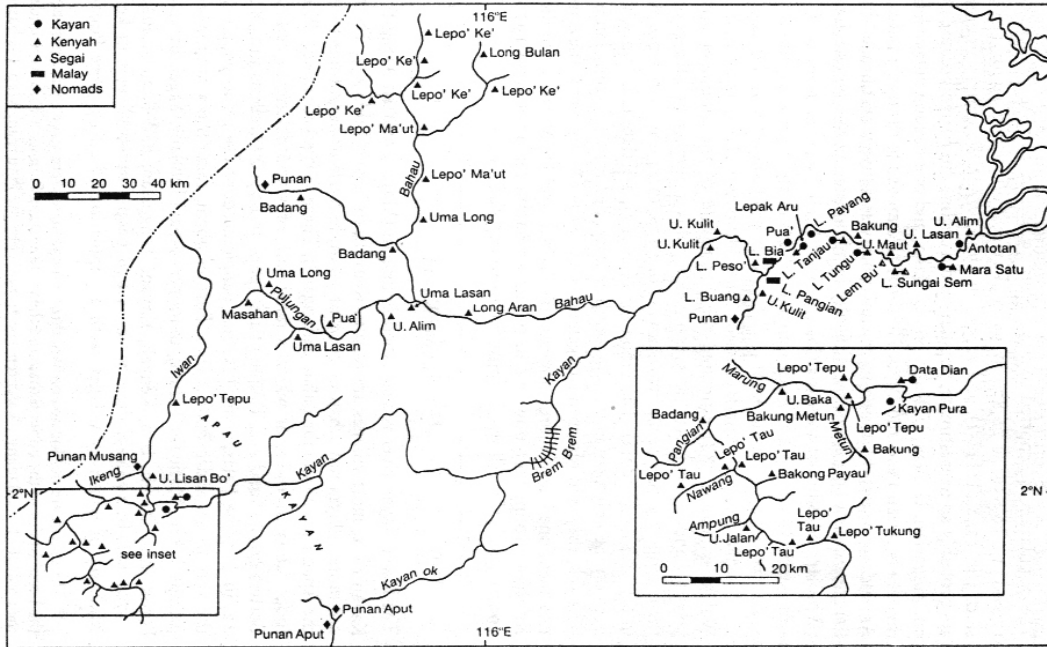 116°E
Kayan
Kenyah
Segai
Malay
Nomads
0 10 20 30 40 km
Lepo' Ke'
Long Bulan
Lepo' Ke'
Lepo' Ke'
Lepo' Ke'
Lepo' Ke'
Lepo' Ma'ut
Bahau
Lepo' Ma'ut
Punan
Badang
Uma Long
Badang
Lepak Aru
L. Payang
Pua'
Bakung
U. Alim
U. Lasan
U. Kulit
U. Kulit
L. Bia
L. Tanjau
U. Maut
Antotan
L. Peso'
L Tungu
Lem Bu'
Mara Satu
L. Sungai Sem
L. Pangian
L. Buang
U. Kulit
Punan
Uma Long
Pujungan
Masahan
Pua'
Uma Lasan
Uma Lasan
U. Alim
Long Aran
Bahau
Iwan
Kayan
Lepo' Tepu
APAU
Punan Musang
Ikeng
U. Lisan Bo'
Kayan
Brem Brem
2°N
2°N
KAYAN
see inset
Kayan ok
Punan Aput
Punan Aput
116°E
Marung
Lepo' Tepu
Data Dian
U. Baka
Kayan Pura
Badang
Bakung Metun
Lepo' Tepu
Pangian
Metun
Bakung
Lepo' Tau
Lepo' Tau
Lepo' Tau
Bakong Payau
Nawang
Lepo' Tau
Ampung
U. Jalan
Lepo' Tukung
Lepo' Tau
0 10 20 km